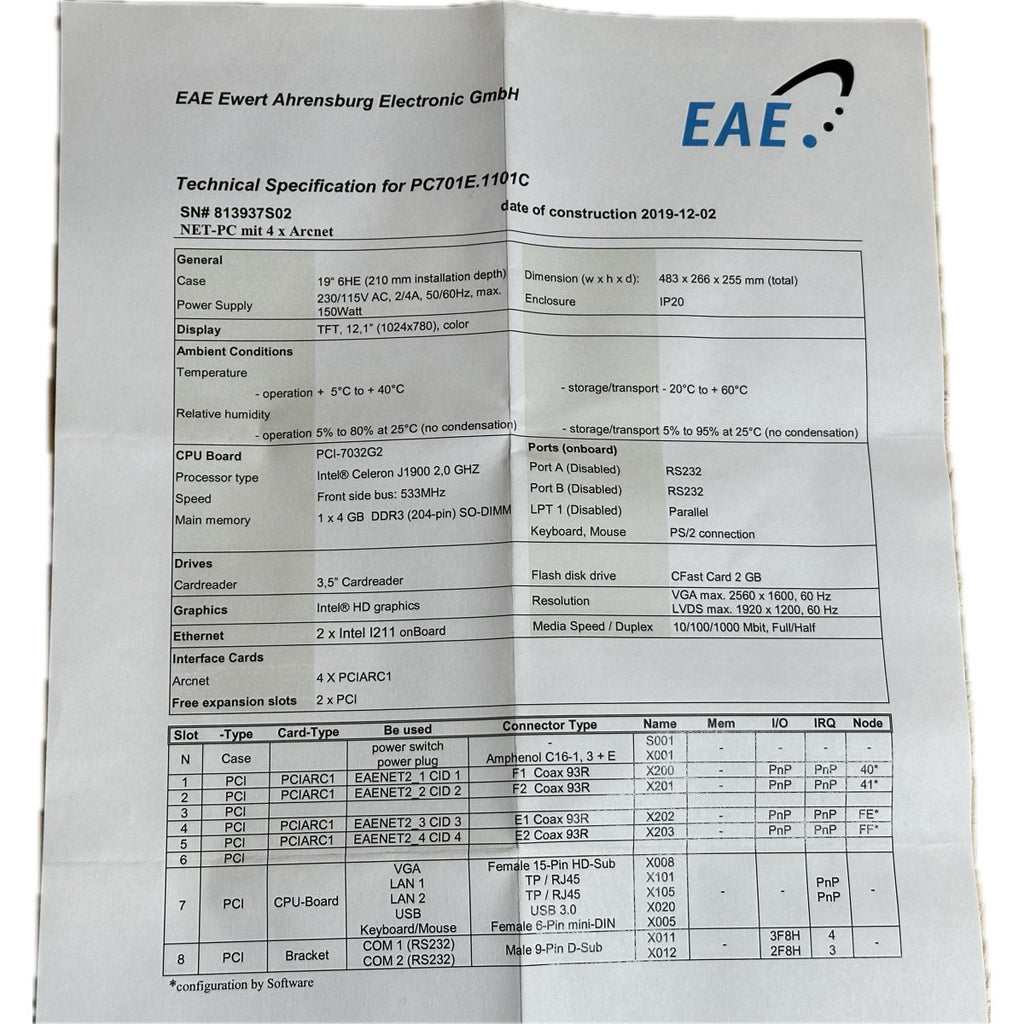 EAE Ewert Ahrensburg Electronic GmbH
EAE
Technical Specification for PC701E.1101C
SN# 813937S02 date of construction 2019-12-02
NET-PC mit 4 x Arcnet
General
Case 19" 6HE (210 mm installation depth) Dimension (w x h x d): 483 x 266 x 255 mm (total)
Power Supply 230/115V AC, 2/4A, 50/60Hz, max. 150Watt Enclosure IP20
Display TFT, 12,1" (1024x780), color
Ambient Conditions
Temperature
- operation + 5°C to + 40°C - storage/transport - 20°C to + 60°C
Relative humidity
- operation 5% to 80% at 25°C (no condensation) - storage/transport 5% to 95% at 25°C (no condensation)
CPU Board PCI-7032G2 Ports (onboard)
Processor type Intel® Celeron J1900 2,0 GHZ Port A (Disabled) RS232
Speed Front side bus: 533MHz Port B (Disabled) RS232
Main memory 1 x 4 GB DDR3 (204-pin) SO-DIMM LPT 1 (Disabled) Parallel
Keyboard, Mouse PS/2 connection
Drives
Cardreader 3,5" Cardreader Flash disk drive CFast Card 2 GB
Graphics Intel® HD graphics Resolution VGA max. 2560 x 1600, 60 Hz
LVDS max. 1920 x 1200, 60 Hz
Ethernet 2 x Intel I211 onBoard Media Speed / Duplex 10/100/1000 Mbit, Full/Half
Interface Cards
Arcnet 4 X PCIARC1
Free expansion slots 2 x PCI
Slot -Type Card-Type Be used Connector Type Name Mem I/O IRQ Node
N Case power switch - S001 - - - -
power plug Amphenol C16-1, 3 + E X001
1 PCI PCIARC1 EAENET2_1 CID 1 F1 Coax 93R X200 - PnP PnP 40*
2 PCI PCIARC1 EAENET2_2 CID 2 F2 Coax 93R X201 - PnP PnP 41*
3 PCI
4 PCI PCIARC1 EAENET2_3 CID 3 E1 Coax 93R X202 - PnP PnP FE*
5 PCI PCIARC1 EAENET2_4 CID 4 E2 Coax 93R X203 - PnP PnP FF*
6 PCI
7 PCI CPU-Board VGA Female 15-Pin HD-Sub X008 - - -
LAN 1 TP / RJ45 X101 PnP
LAN 2 TP / RJ45 X105 PnP
USB USB 3.0 X020
Keyboard/Mouse Female 6-Pin mini-DIN X005
8 PCI Bracket COM 1 (RS232) Male 9-Pin D-Sub X011 - 3F8H 4 -
COM 2 (RS232) X012 2F8H 3
*configuration by Software